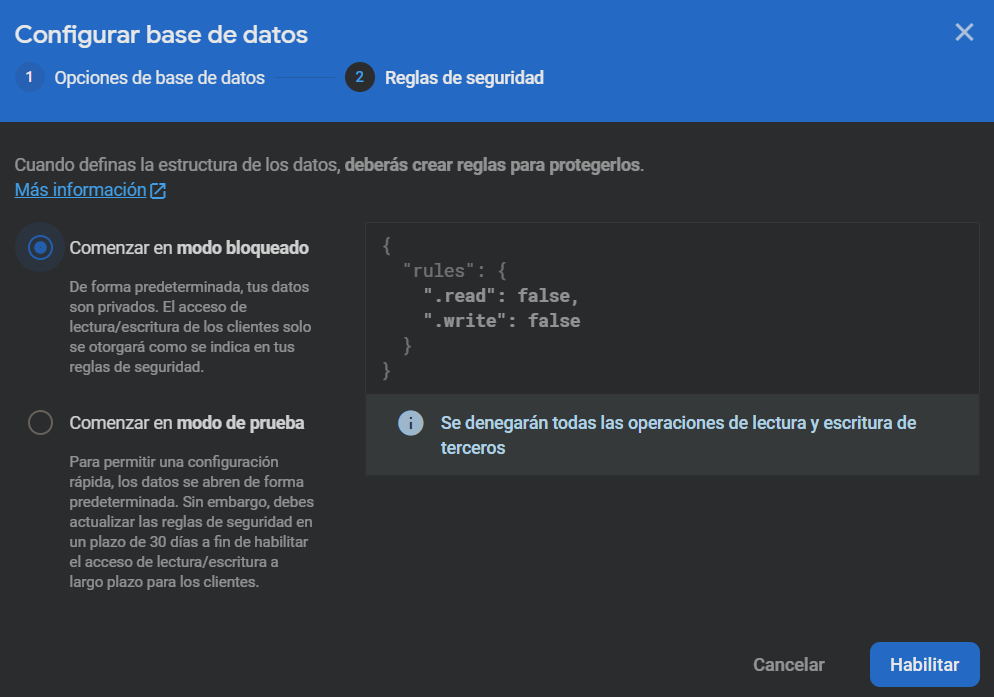 Configurar base de datos
1 Opciones de base de datos
2 Reglas de seguridad
Cuando definas la estructura de los datos, deberás crear reglas para protegerlos.
Más información
Comenzar en modo bloqueado
De forma predeterminada, tus datos
son privados. El acceso de
lectura/escritura de los clientes solo
se otorgará como se indica en tus
reglas de seguridad.
Comenzar en modo de prueba
Para permitir una configuración
rápida, los datos se abren de forma
predeterminada. Sin embargo, debes
actualizar las reglas de seguridad en
un plazo de 30 días a fin de habilitar
el acceso de lectura/escritura a
largo plazo para los clientes.
{
"rules": {
".read": false,
".write": false
}
}
Se denegarán todas las operaciones de lectura y escritura de
terceros
Cancelar
Habilitar